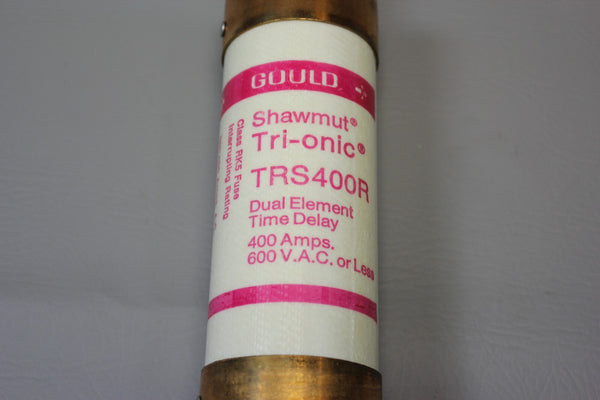 GOULD
Shawmut®
Tri-onic®
TRS400R
Dual Element
Time Delay
400 Amps.
600 V.A.C. or Less
Class RK5 Fuse
Interrupting Rating